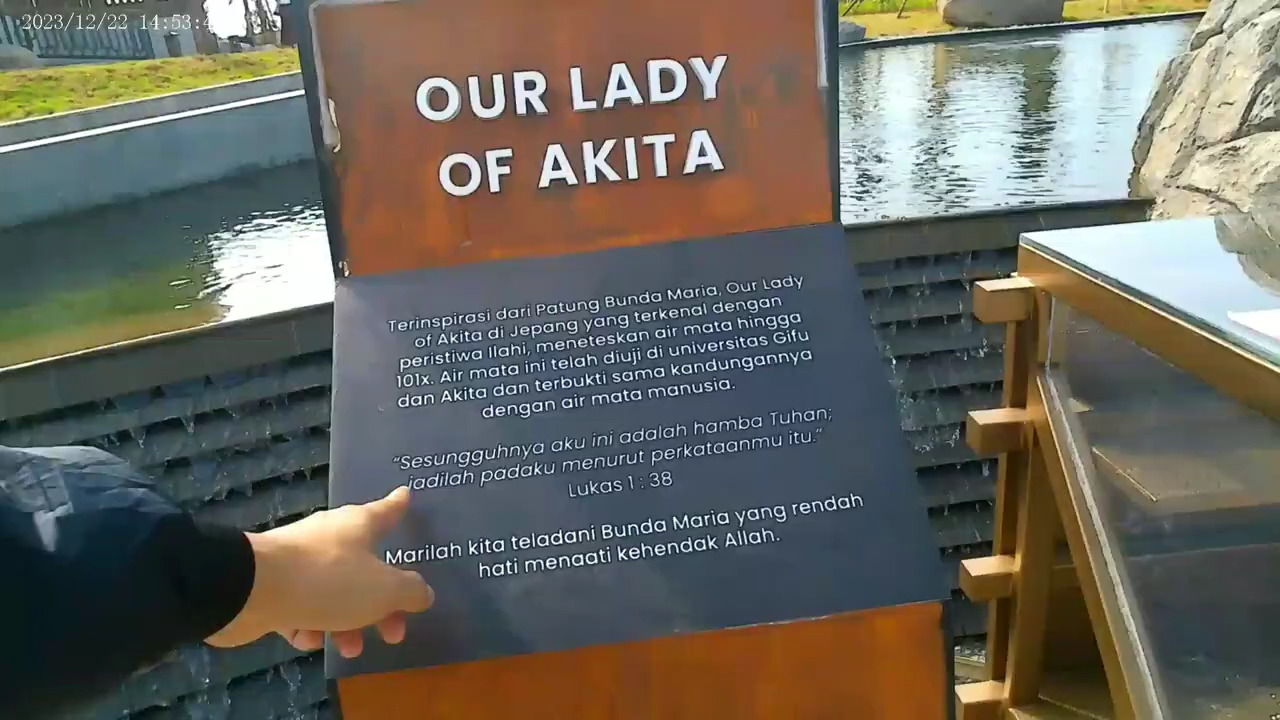 2023/12/22 14:53:4
OUR LADY
OF AKITA
Terinspirasi dari Patung Bunda Maria, Our Lady
of Akita di Jepang yang terkenal dengan
peristiwa Ilahi, meneteskan air mata hingga
101x. Air mata ini telah diuji di universitas Gifu
dan Akita dan terbukti sama kandungannya
dengan air mata manusia.
“Sesungguhnya aku ini adalah hamba Tuhan;
jadilah padaku menurut perkataanmu itu.”
Lukas 1 : 38
Marilah kita teladani Bunda Maria yang rendah
hati menaati kehendak Allah.